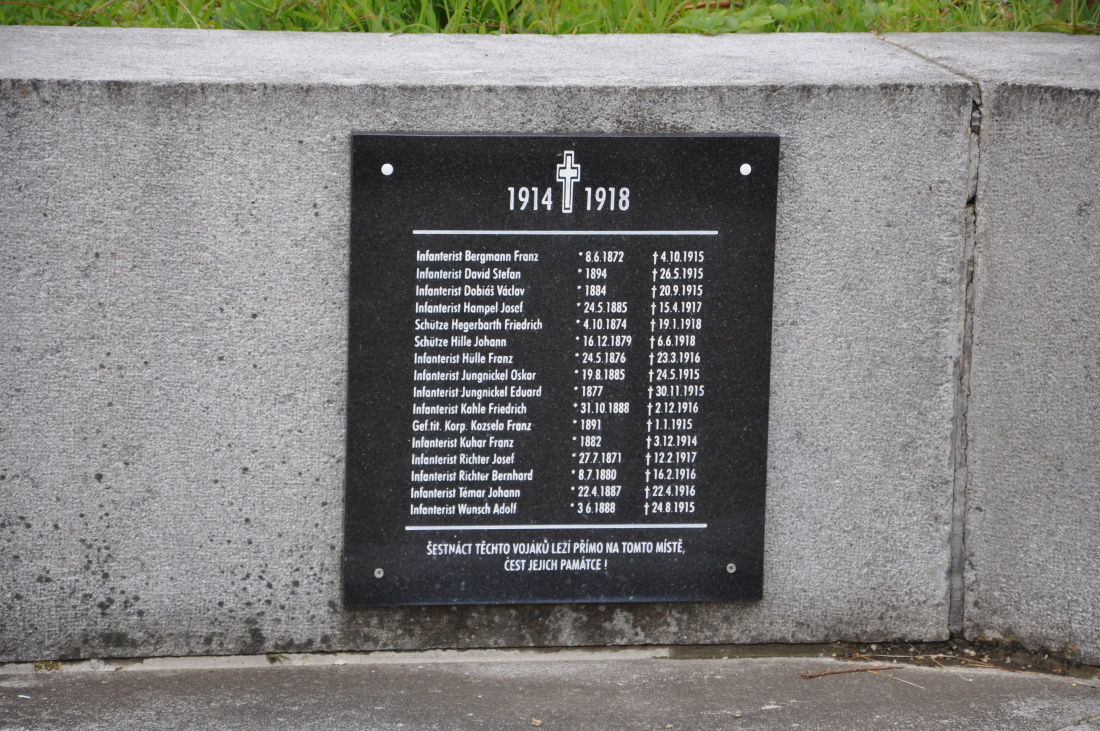 1914 1918
Infanterist Bergmann Franz * 8.6.1872 † 4.10.1915
Infanterist David Stefan * 1894 † 26.5.1915
Infanterist Dobiáš Václav * 1884 † 20.9.1915
Infanterist Hampel Josef * 24.5.1885 † 15.4.1917
Schütze Hegerbarth Friedrich * 4.10.1874 † 19.1.1918
Schütze Hille Johann * 16.12.1879 † 6.6.1918
Infanterist Hülle Franz * 24.5.1876 † 23.3.1916
Infanterist Jungnickel Oskar * 19.8.1885 † 24.5.1915
Infanterist Jungnickel Eduard * 1877 † 30.11.1915
Infanterist Kahle Friedrich * 31.10.1888 † 2.12.1916
Gef.tit. Korp. Kozselo Franz * 1891 † 1.1.1915
Infanterist Kuhar Franz * 1882 † 3.12.1914
Infanterist Richter Josef * 27.7.1871 † 12.2.1917
Infanterist Richter Bernhard * 8.7.1880 † 16.2.1916
Infanterist Témar Johann * 22.4.1887 † 22.4.1916
Infanterist Wunsch Adolf * 3 6.1888 † 24.8.1915
ŠESTNÁCT TĚCHTO VOJÁKŮ LEZÍ PŘÍMO NA TOMTO MÍSTĚ,
ČEST JEJICH PAMÁTCE !